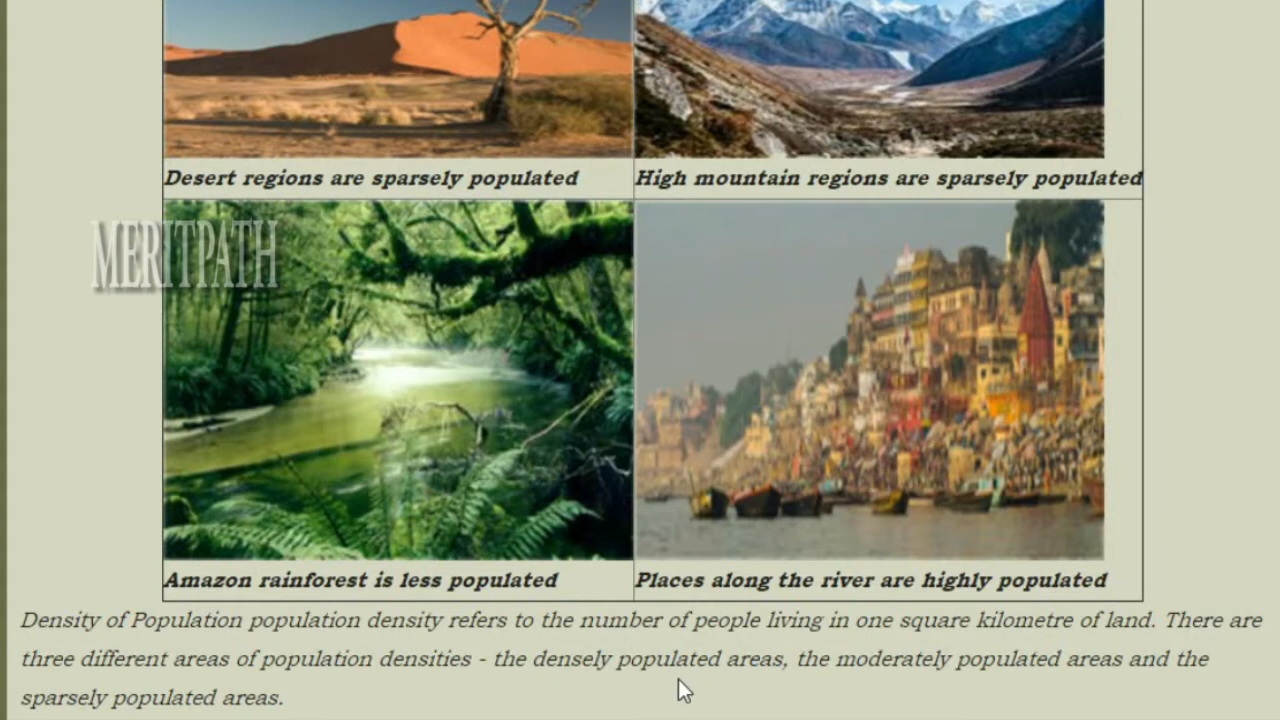 Desert regions are sparsely populated
High mountain regions are sparsely populated
MERITPATH
Amazon rainforest is less populated
Places along the river are highly populated
Density of Population population density refers to the number of people living in one square kilometre of land. There are
three different areas of population densities - the densely populated areas, the moderately populated areas and the
sparsely populated areas.